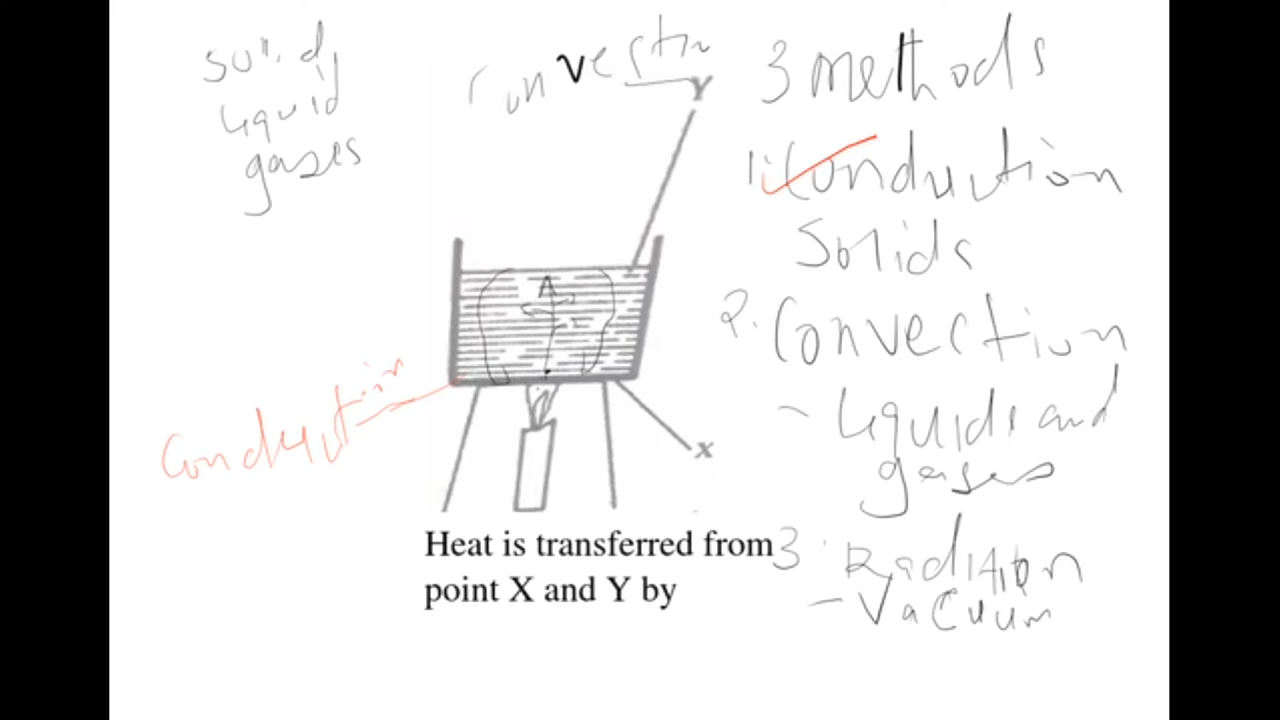 solid,
liquid
gases
convection
Y
3 methods
1. Conduction
Solids
2. Convection
- Liquids and
gases
A
conduction
X
Heat is transferred from
point X and Y by
3. Radiation
- Vacuum